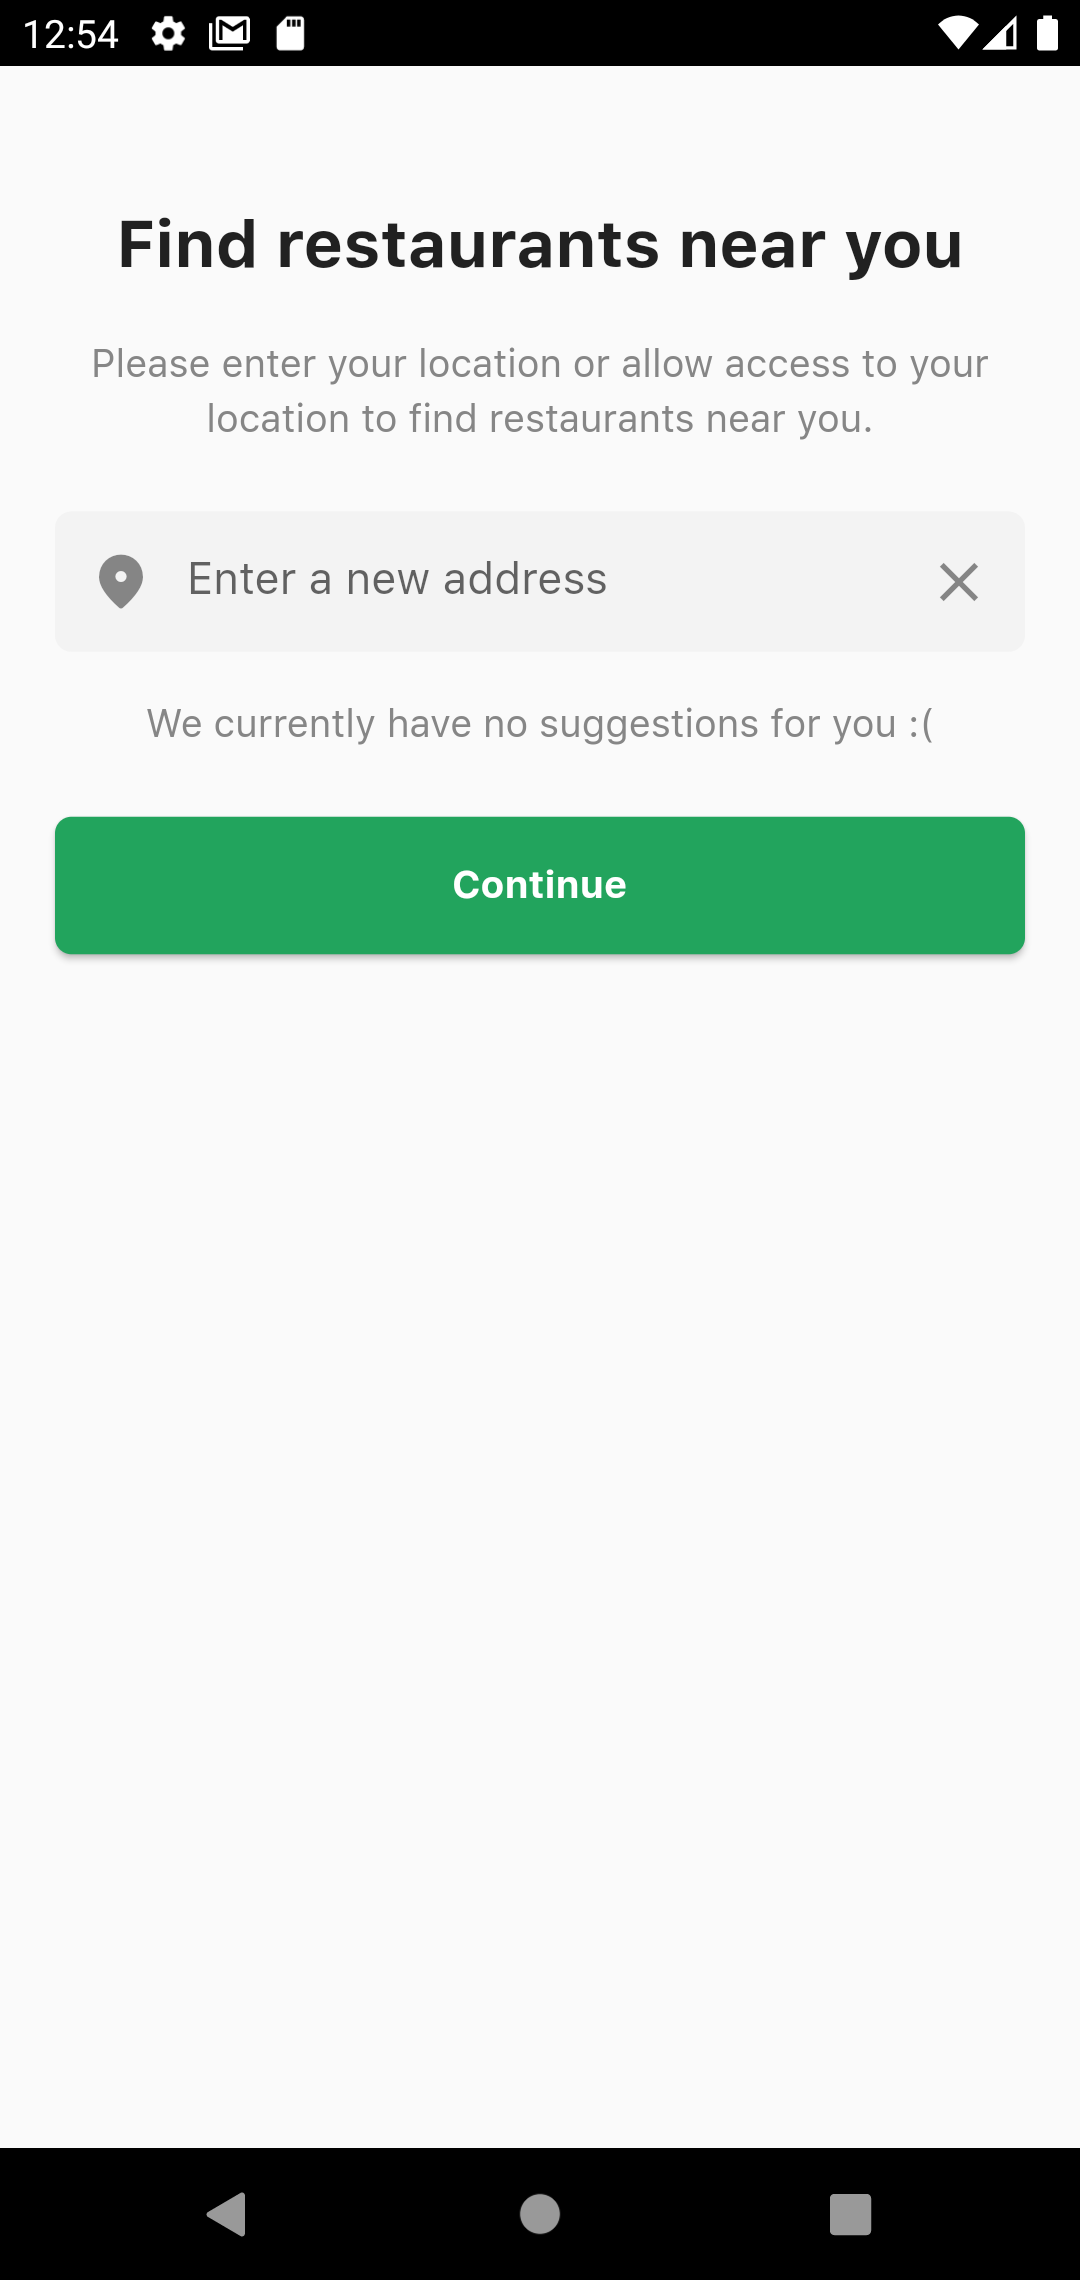 12:54
Find restaurants near you
Please enter your location or allow access to your
location to find restaurants near you.
Enter a new address
We currently have no suggestions for you :(
Continue